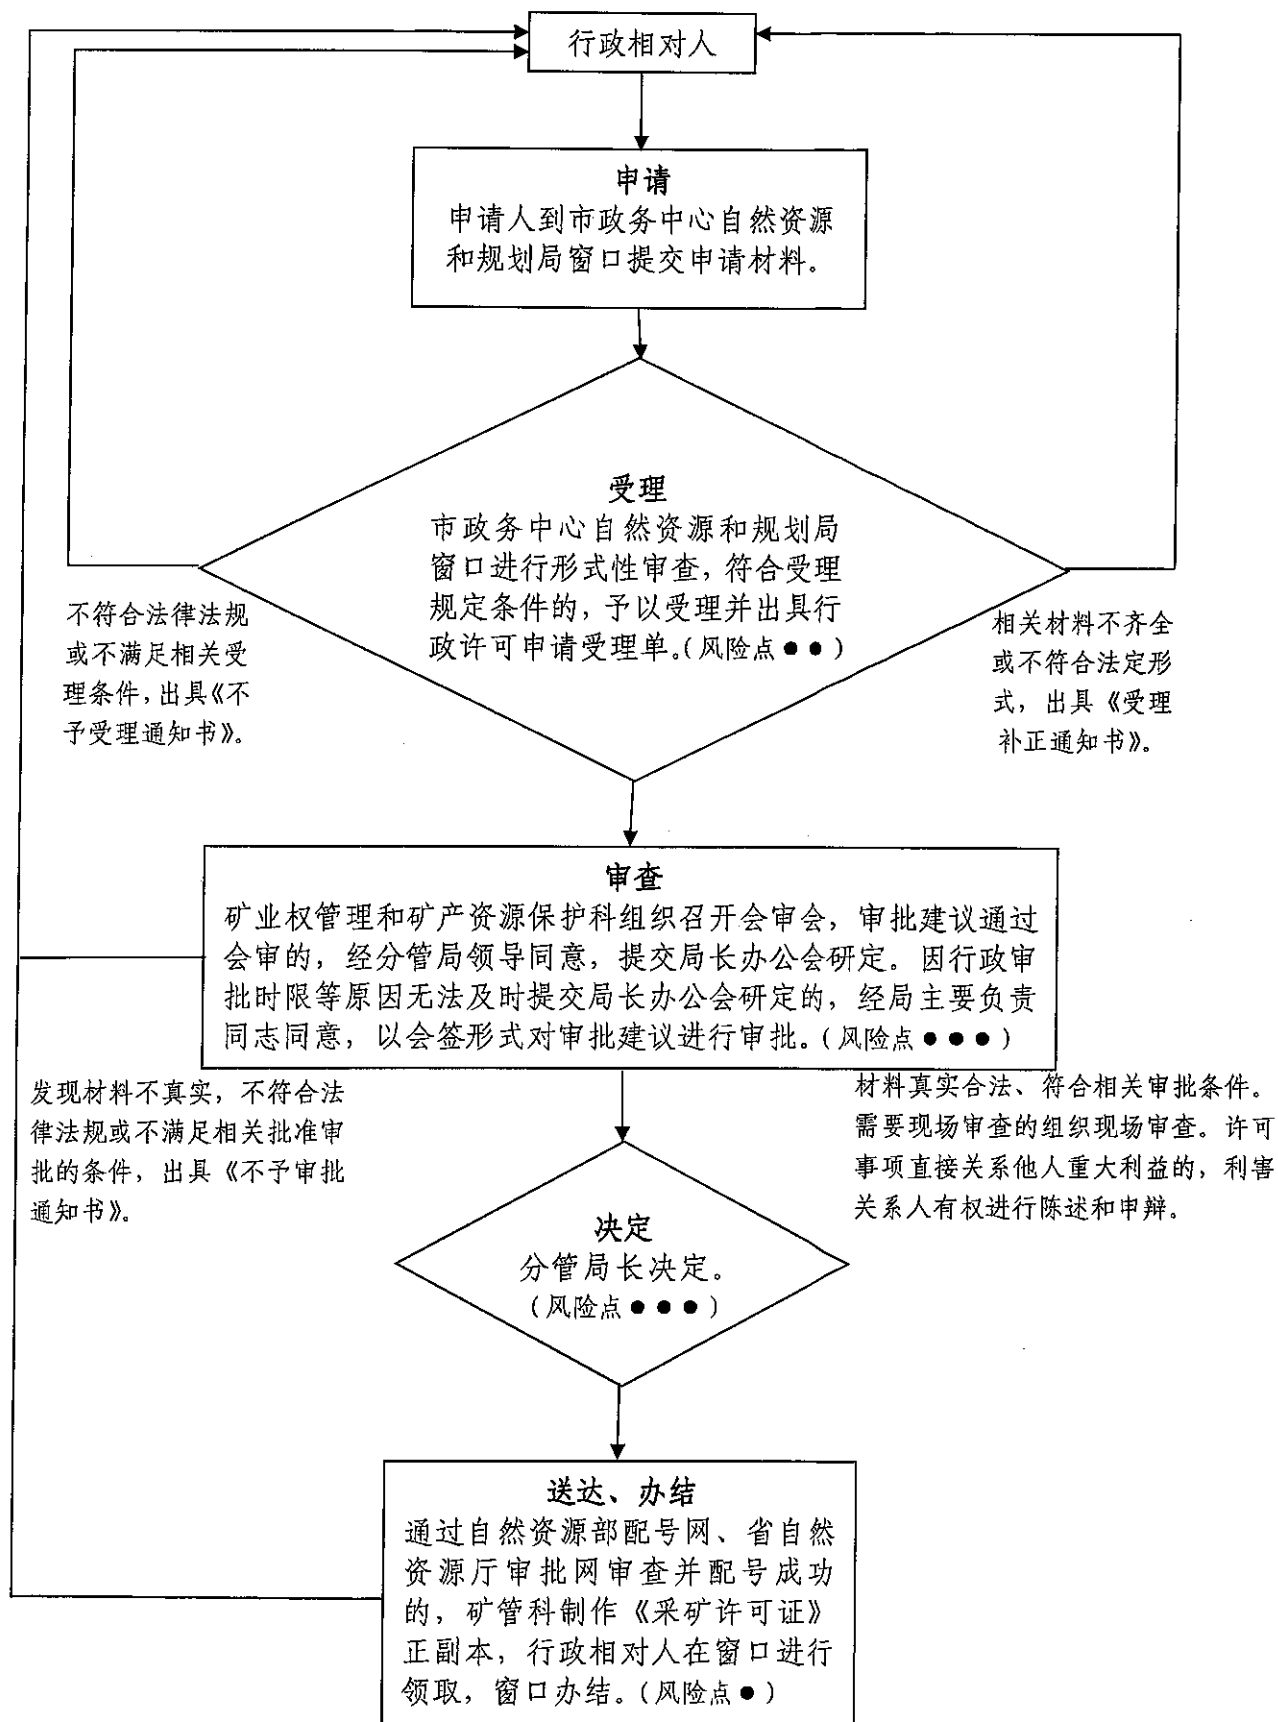 行政相对人
申请
申请人到市政务中心自然资源
和规划局窗口提交申请材料。
受理
市政务中心自然资源和规划局
窗口进行形式性审查，符合受理
规定条件的，予以受理并出具行
政许可申请受理单。（风险点●●）
不符合法律法规
或不满足相关受
理条件，出具《不
予受理通知书》。
相关材料不齐全
或不符合法定形
式，出具《受理
补正通知书》。
审查
矿业权管理和矿产资源保护科组织召开会审会，审批建议通过
会审的，经分管局领导同意，提交局长办公会研定。因行政审
批时限等原因无法及时提交局长办公会研定的，经局主要负责
同志同意，以会签形式对审批建议进行审批。（风险点●●●）
发现材料不真实，不符合法
律法规或不满足相关批准审
批的条件，出具《不予审批
通知书》。
材料真实合法、符合相关审批条件。
需要现场审查的组织现场审查。许可
事项直接关系他人重大利益的，利害
关系人有权进行陈述和申辩。
决定
分管局长决定。
（风险点●●●）
送达、办结
通过自然资源部配号网、省自然
资源厅审批网审查并配号成功
的，矿管科制作《采矿许可证》
正副本，行政相对人在窗口进行
领取，窗口办结。（风险点●）